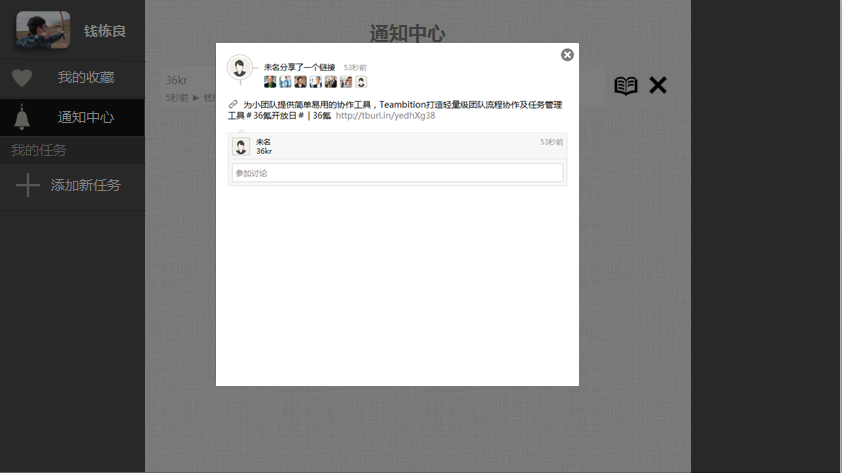 钱栋良
我的收藏
通知中心
我的任务
添加新任务
通知中心
36kr
5秒前 ▶ 钱
未名分享了一个链接 53秒前
为小团队提供简单易用的协作工具，Teambition打造轻量级团队流程协作及任务管理
工具＃36氪开放日＃ | 36氪 http://tburl.in/yedhXg38
未名 53秒前
36kr
参加讨论